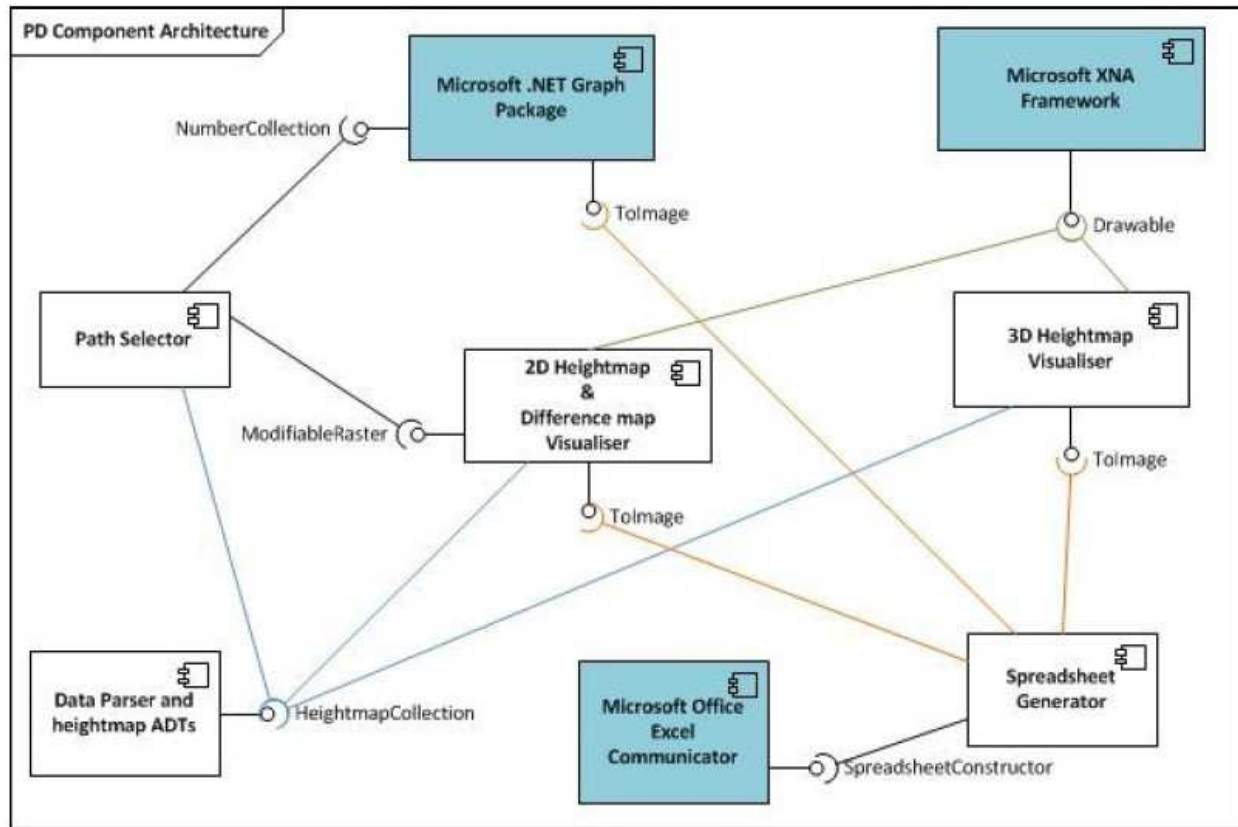 PD Component Architecture
Microsoft .NET Graph
Package
Microsoft XNA
Framework
NumberCollection
ToImage
Drawable
Path Selector
3D Heightmap
Visualiser
2D Heightmap
&
Difference map
Visualiser
ModifiableRaster
ToImage
ToImage
Data Parser and
heightmap ADTs
HeightmapCollection
Microsoft Office
Excel
Communicator
Spreadsheet
Generator
SpreadsheetConstructor